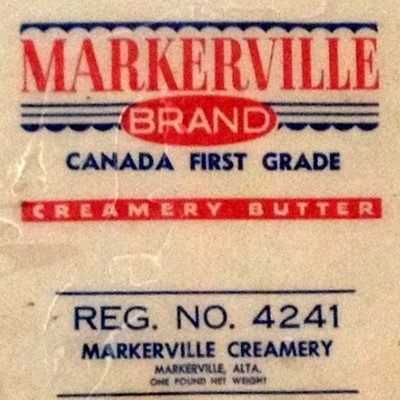 MARKERVILLE
BRAND
CANADA FIRST GRADE
CREAMERY BUTTER
REG. NO. 4241
MARKERVILLE CREAMERY
MARKERVILLE, ALTA.
ONE POUND NET WEIGHT